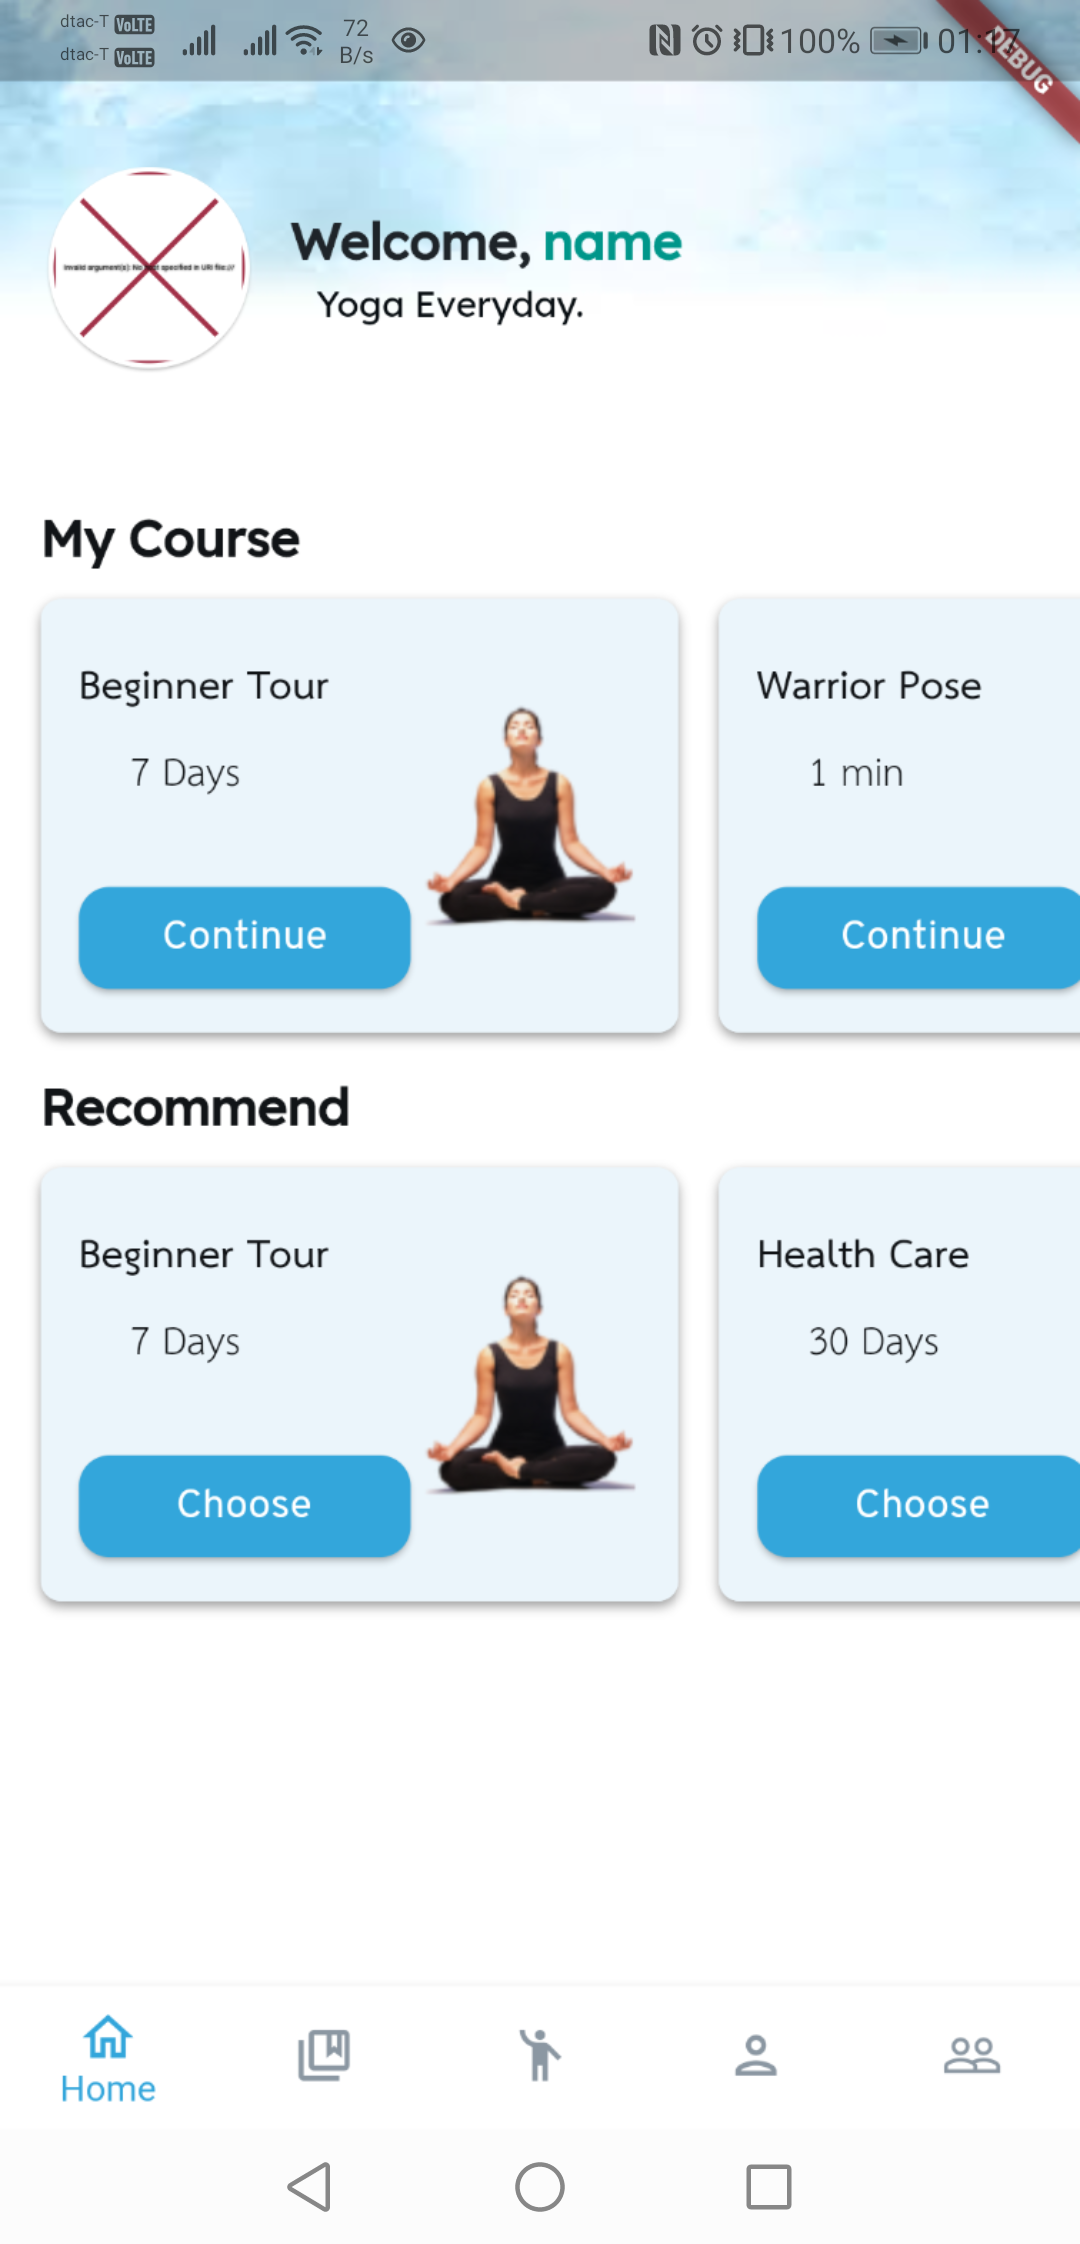 dtac-T VoLTE
dtac-T VoLTE
72
B/s
100%
01:17
DEBUG
Invalid argument(s): No host specified in URI file:///
Welcome, name
Yoga Everyday.
My Course
Beginner Tour
7 Days
Continue
Warrior Pose
1 min
Continue
Recommend
Beginner Tour
7 Days
Choose
Health Care
30 Days
Choose
Home